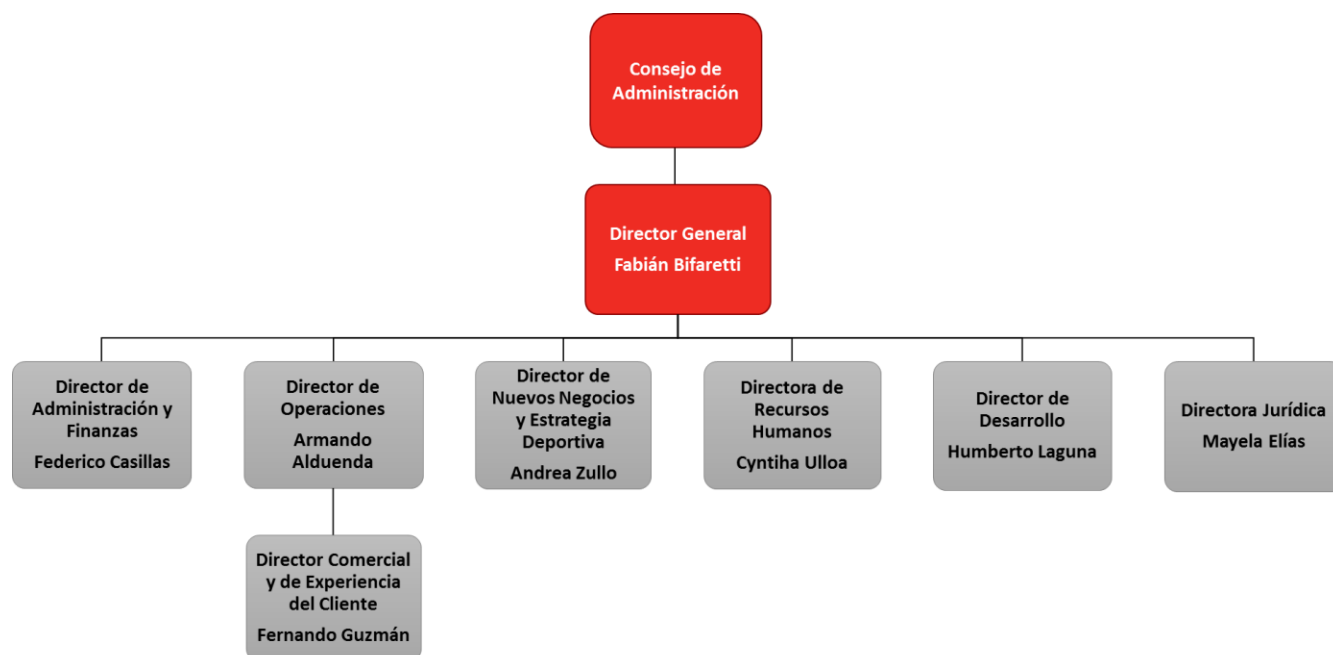 Consejo de
Administración
Director General
Fabián Bifaretti
Director de
Administración y
Finanzas
Federico Casillas
Director de
Operaciones
Armando
Alduenda
Director de
Nuevos Negocios
y Estrategia
Deportiva
Andrea Zullo
Directora de
Recursos
Humanos
Cyntiha Ulloa
Director de
Desarrollo
Humberto Laguna
Directora Jurídica
Mayela Elías
Director Comercial
y de Experiencia
del Cliente
Fernando Guzmán